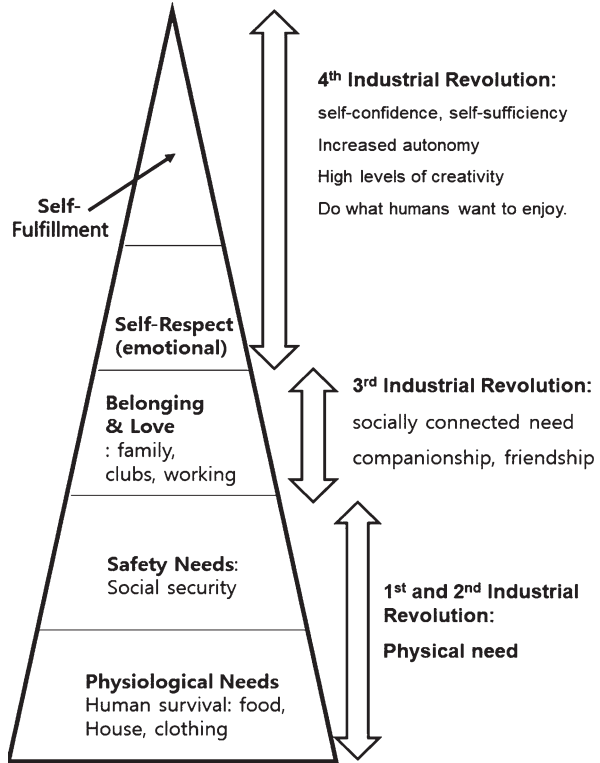 4th Industrial Revolution:
self-confidence, self-sufficiency
Increased autonomy
High levels of creativity
Do what humans want to enjoy.
Self-
Fulfillment
Self-Respect
(emotional)
3rd Industrial Revolution:
socially connected need
companionship, friendship
Belonging
& Love
: family,
clubs, working
Safety Needs:
Social security
1st and 2nd Industrial
Revolution:
Physical need
Physiological Needs
Human survival: food,
House, clothing